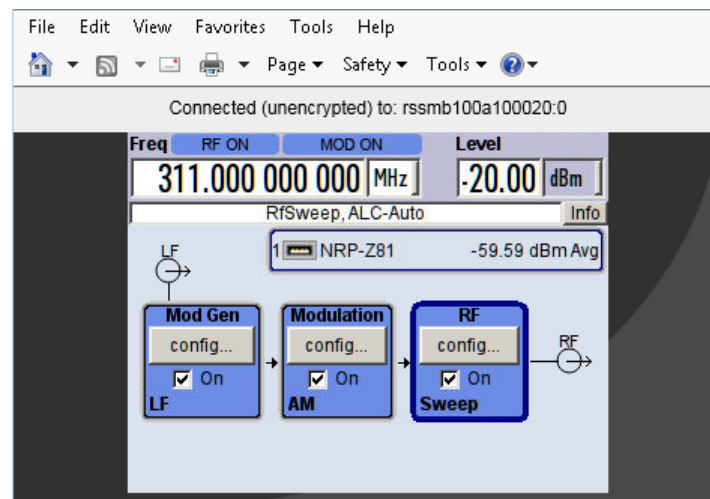 File Edit View Favorites Tools Help
Page Safety Tools ?
Connected (unencrypted) to: rssmb100a100020:0
Freq RF ON MOD ON Level
311.000 000 000 MHz -20.00 dBm
RfSweep, ALC-Auto Info
LF 1 NRP-Z81 -59.59 dBm Avg
Mod Gen Modulation RF
config... config... config... RF
On On On
LF AM Sweep